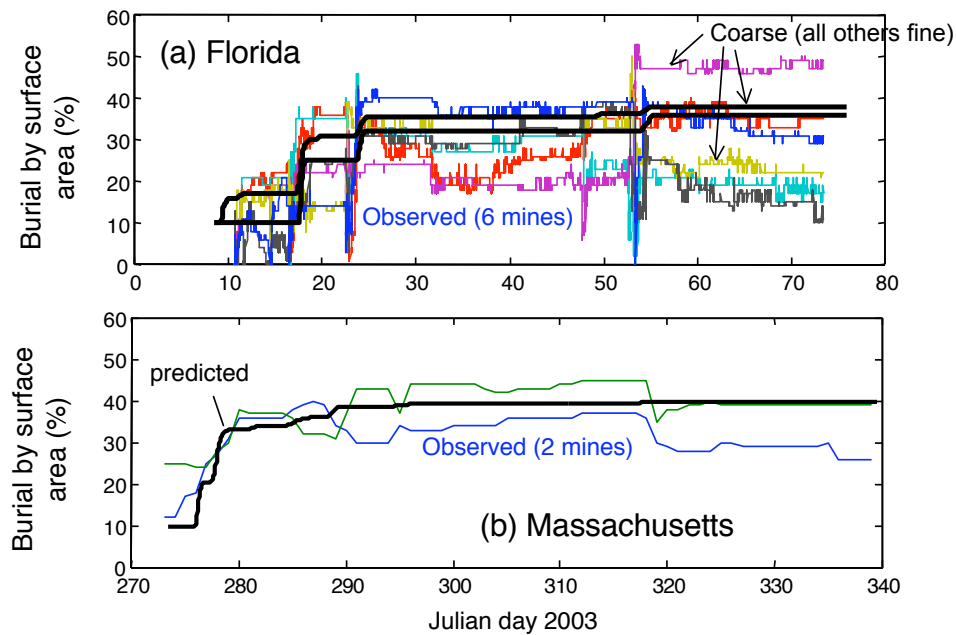 60
50
40
30
20
10
0
Burial by surface
area (%)
(a) Florida
Coarse (all others fine)
Observed (6 mines)
0 10 20 30 40 50 60 70 80
60
50
40
30
20
10
0
Burial by surface
area (%)
predicted
Observed (2 mines)
(b) Massachusetts
270 280 290 300 310 320 330 340
Julian day 2003